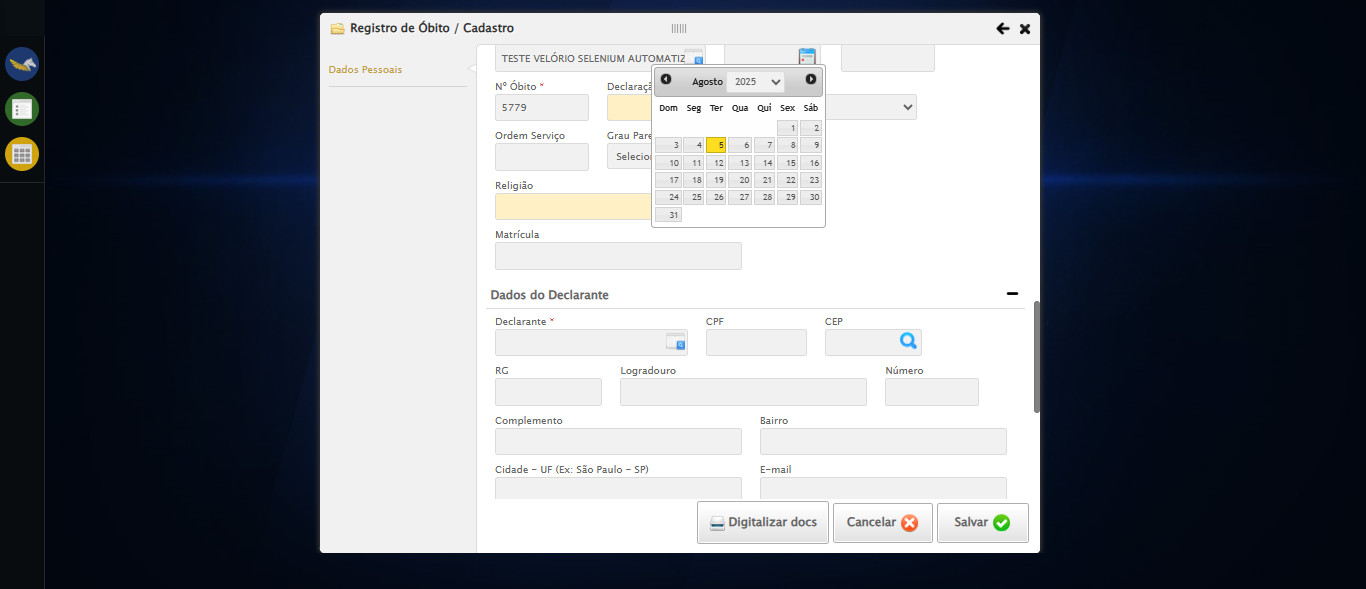 Registro de Óbito / Cadastro
Dados Pessoais
TESTE VELÓRIO SELENIUM AUTOMATIZ
Nº Óbito *
Declaraçã
5779
Agosto 2025
Dom Seg Ter Qua Qui Sex Sáb
1 2
3 4 5 6 7 8 9
10 11 12 13 14 15 16
17 18 19 20 21 22 23
24 25 26 27 28 29 30
31
Ordem Serviço
Grau Pare
Selecio
Religião
Matrícula
Dados do Declarante
Declarante *
CPF
CEP
RG
Logradouro
Número
Complemento
Bairro
Cidade - UF (Ex: São Paulo - SP)
E-mail
Digitalizar docs
Cancelar
Salvar